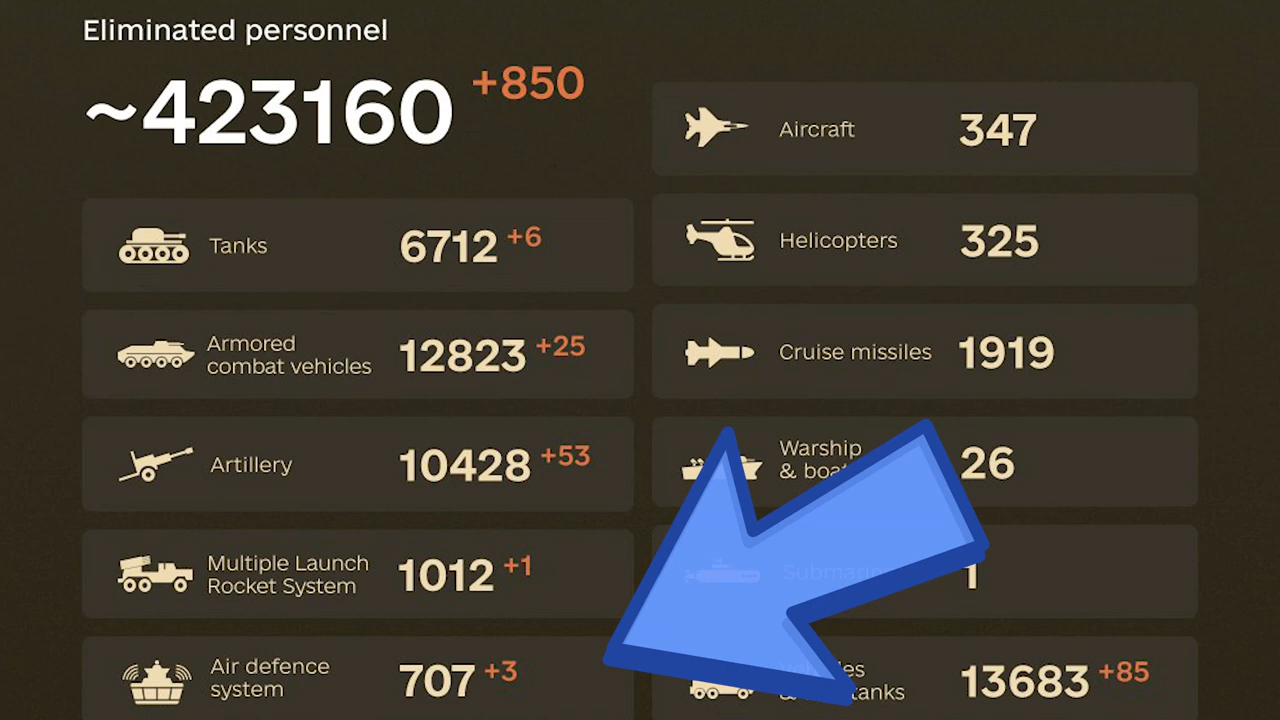 Eliminated personnel
~423160 +850
Tanks 6712 +6
Armored
combat vehicles 12823 +25
Artillery 10428 +53
Multiple Launch
Rocket System 1012 +1
Air defence
system 707 +3
Aircraft 347
Helicopters 325
Cruise missiles 1919
Warship
& 26
1
13683 +85
&